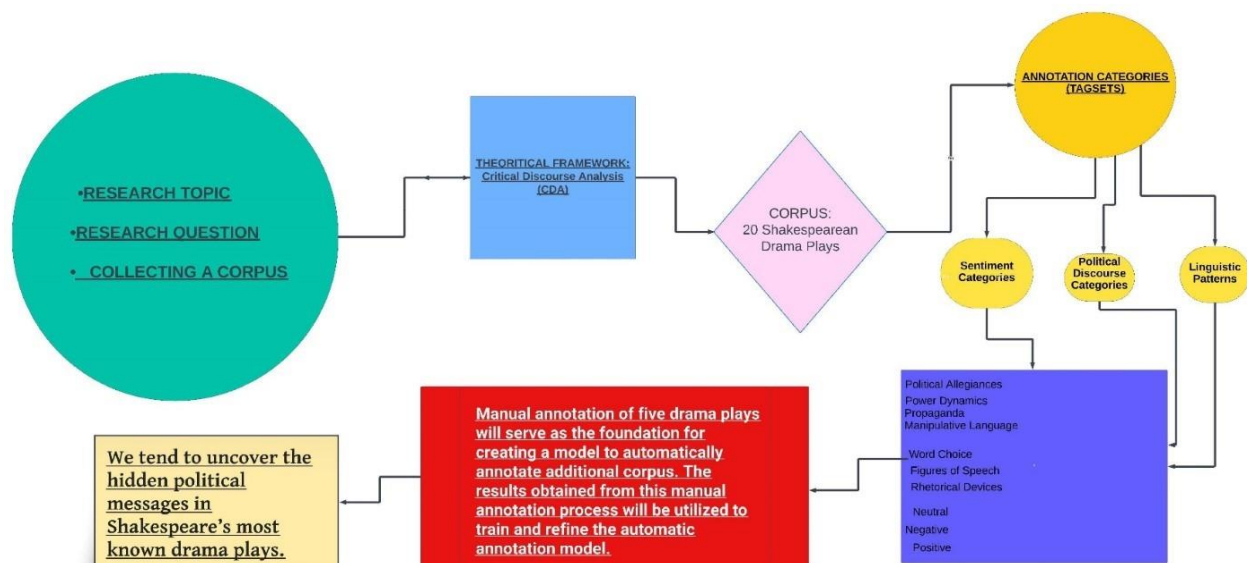 •RESEARCH TOPIC
•RESEARCH QUESTION
• COLLECTING A CORPUS
THEORITICAL FRAMEWORK:
Critical Discourse Analysis
(CDA)
CORPUS:
20 Shakespearean
Drama Plays
ANNOTATION CATEGORIES
(TAGSETS)
Sentiment
Categories
Political
Discourse
Categories
Linguistic
Patterns
Political Allegiances
Power Dynamics
Propaganda
Manipulative Language
Word Choice
Figures of Speech
Rhetorical Devices
Neutral
Negative
Positive
Manual annotation of five drama plays
will serve as the foundation for
creating a model to automatically
annotate additional corpus. The
results obtained from this manual
annotation process will be utilized to
train and refine the automatic
annotation model.
We tend to uncover the
hidden political
messages in
Shakespeare's most
known drama plays.